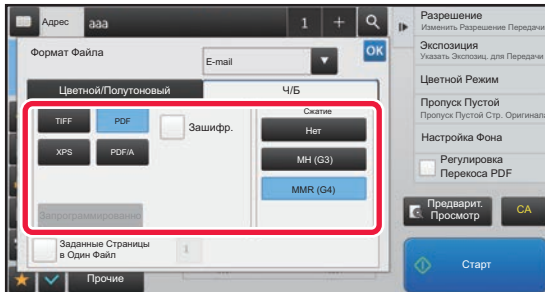 Адрес
aaa
1
Формат Файла
E-mail
OK
Цветной/Полутоновый
Ч/Б
TIFF
PDF
Зашифр.
XPS
PDF/A
Запрограммированно
Сжатие
Нет
MH (G3)
MMR (G4)
Заданные Страницы
в Один Файл
1
Прочие
Разрешение
Изменить Разрешение Передачи
Экспозиция
Указать Экспозиц. для Передачи
Цветной Режим
Пропуск Пустой
Пропуск Пустой Стр. Оригинала
Настройка Фона
Регулировка
Перекоса PDF
Предварит.
Просмотр
CA
Старт